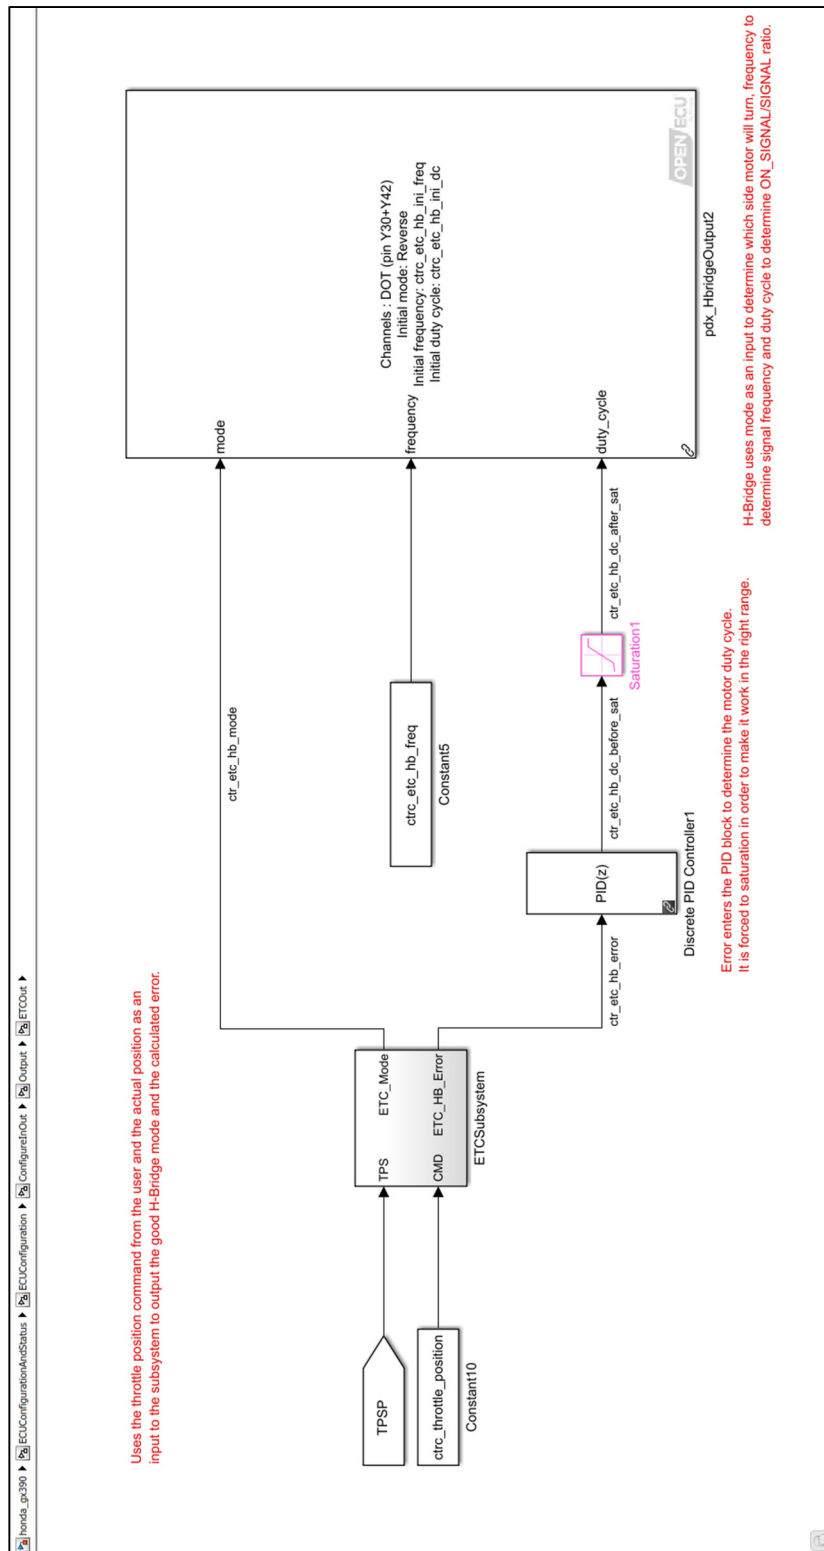 honda_gx390 ▶ ECUConfigurationAndStatus ▶ ECUConfiguration ▶ ConfigureInOut ▶ Output ▶ ETCOut ▶
Uses the throttle position command from the user and the actual position as an
input to the subsystem to output the good H-Bridge mode and the calculated error.
TPSP
ctrc_throttle_position
Constant10
TPS
CMD
ETC_Mode
ETC_HB_Error
ETCSubsystem
ctr_etc_hb_mode
ctr_etc_hb_error
ctrc_etc_hb_freq
Constant5
PID(z)
Discrete PID Controller1
ctr_etc_hb_dc_before_sat
Saturation1
ctr_etc_hb_dc_after_sat
Error enters the PID block to determine the motor duty cycle.
It is forced to saturation in order to make it work in the right range.
mode
frequency
duty_cycle
Channels : DOT (pin Y30+Y42)
Initial mode: Reverse
Initial frequency: ctrc_etc_hb_ini_freq
Initial duty cycle: ctrc_etc_hb_ini_dc
OPEN/ECU
pdx_HbridgeOutput2
H-Bridge uses mode as an input to determine which side motor will turn, frequency to
determine signal frequency and duty cycle to determine ON_SIGNAL/SIGNAL ratio.